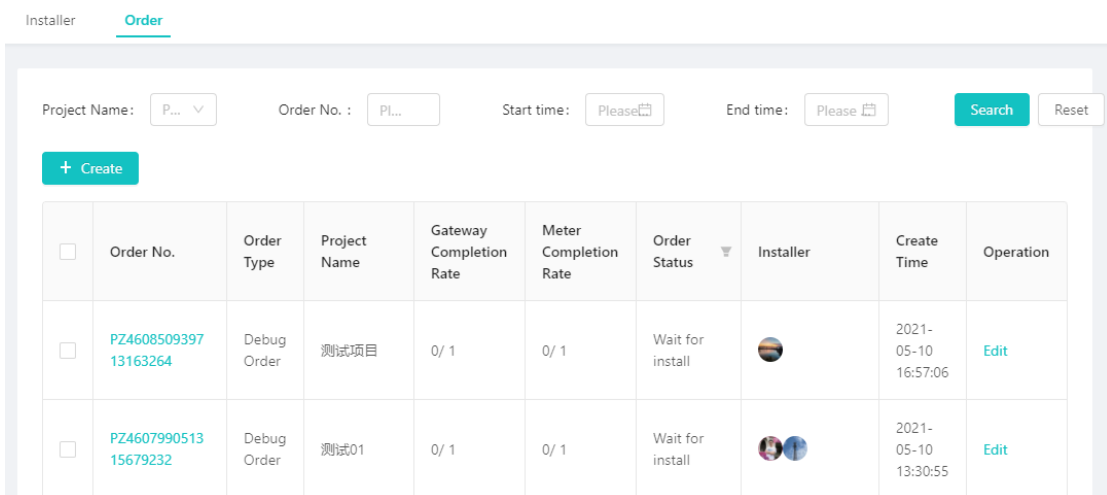 Installer Order
Project Name: P... Order No. : Pl... Start time: Please End time: Please Search Reset
+ Create
Order No.
Order
Type
Project
Name
Gateway
Completion
Rate
Meter
Completion
Rate
Order
Status
Installer
Create
Time
Operation
PZ4608509397
13163264
Debug
Order
测试项目
0/ 1
0/ 1
Wait for
install
2021-
05-10
16:57:06
Edit
PZ4607990513
15679232
Debug
Order
测试01
0/ 1
0/ 1
Wait for
install
2021-
05-10
13:30:55
Edit